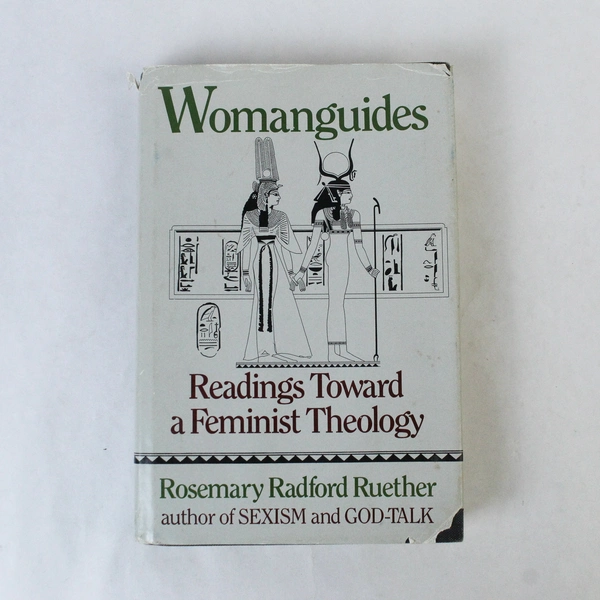 Womanguides
Readings Toward
a Feminist Theology
Rosemary Radford Ruether
author of SEXISM and GOD-TALK